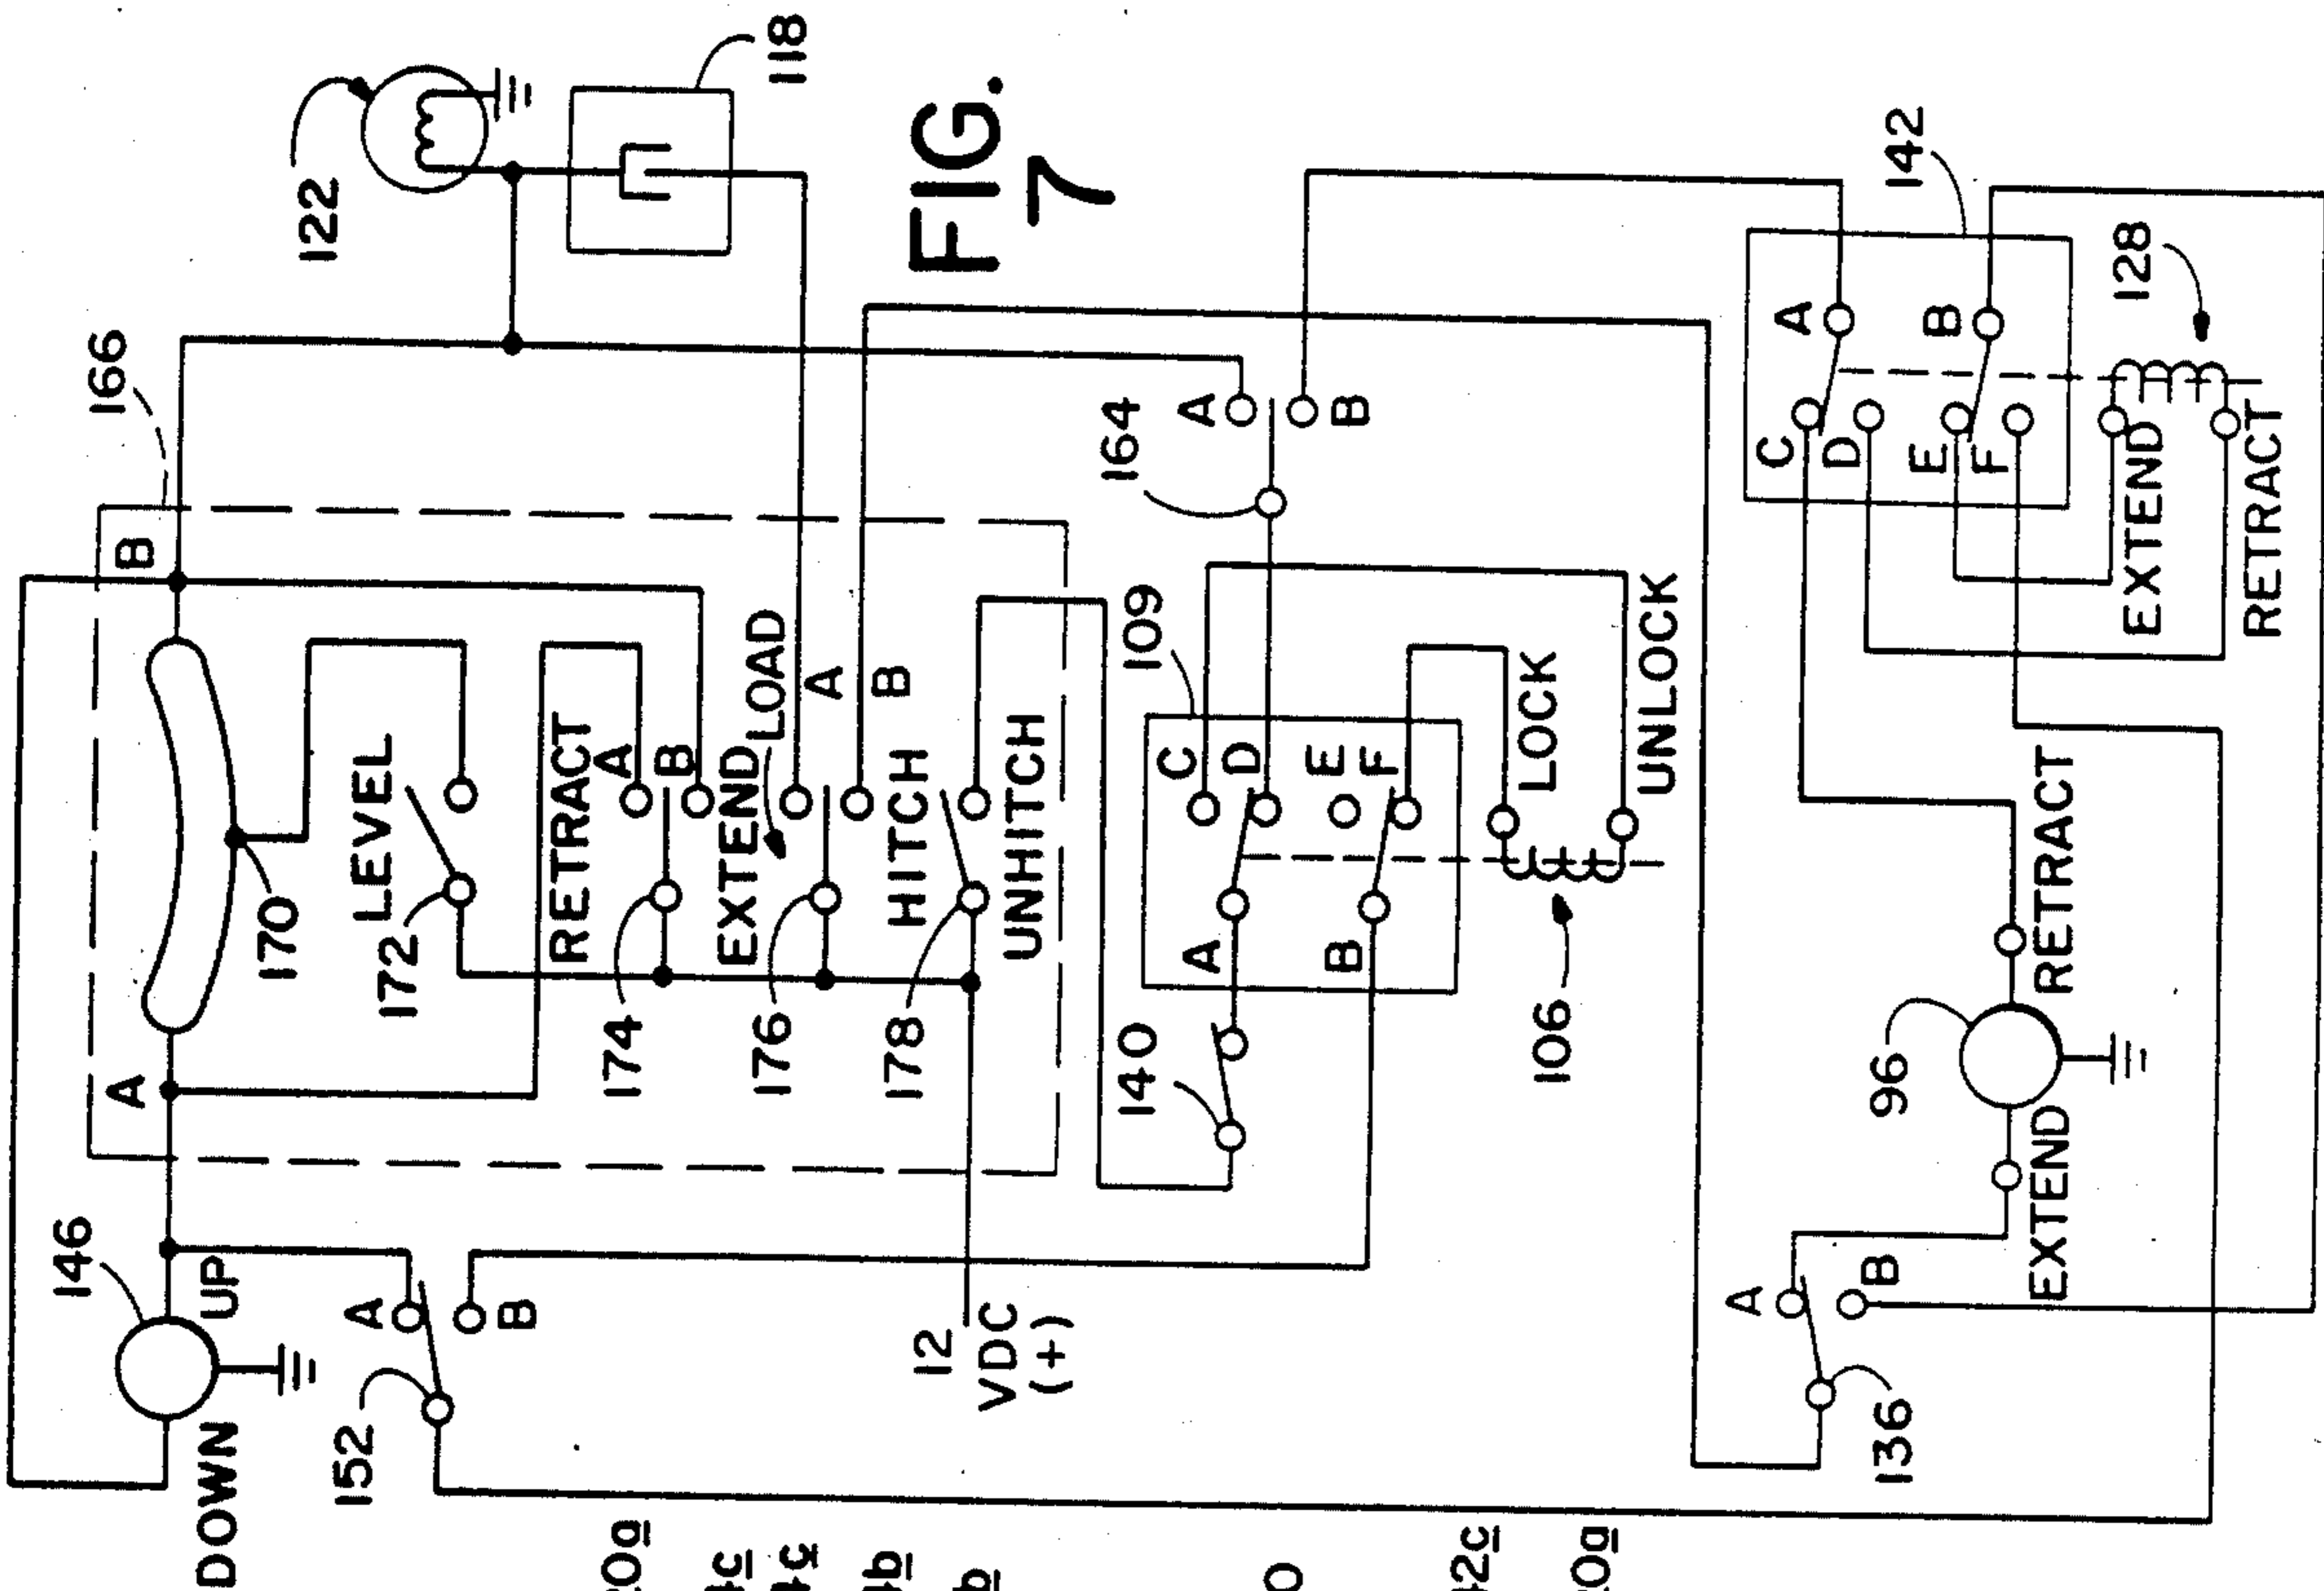 FIG.
7
166
122
118
B
A
146
UP
DOWN
170
LEVEL
172
RETRACT
A
B
EXTEND
174
LOAD
A
B
176
HITCH
178
UNHITCH
152
A
B
12
VDC
(+)
164
A
B
109
140
A
B
C
D
E
F
LOCK
UNLOCK
106
142
A
B
C
D
E
F
128
EXTEND
RETRACT
96
RETRACT
EXTEND
A
B
136